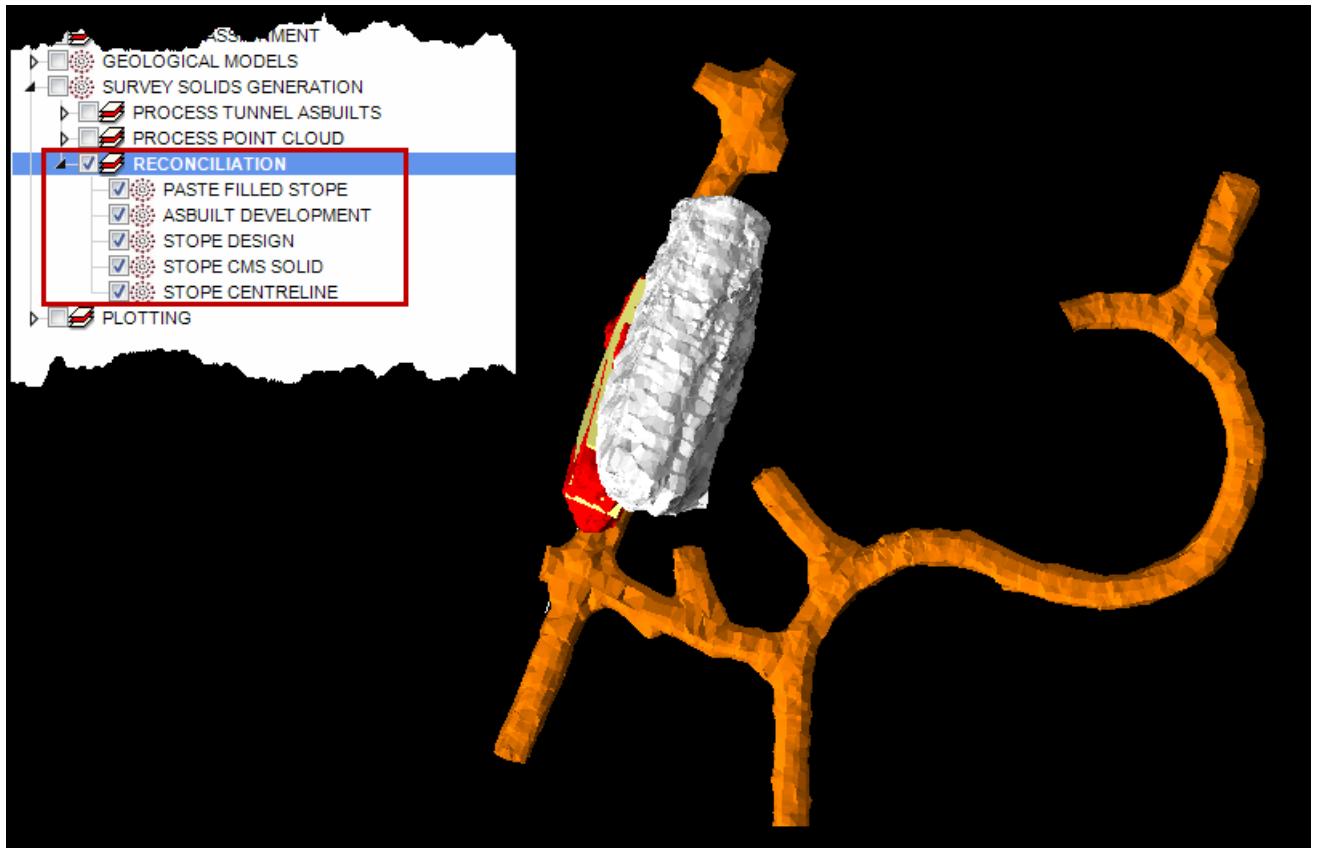 GEOLOGICAL MODELS
SURVEY SOLIDS GENERATION
PROCESS TUNNEL ASBUILTS
PROCESS POINT CLOUD
RECONCILIATION
PASTE FILLED STOPE
ASBUILT DEVELOPMENT
STOPE DESIGN
STOPE CMS SOLID
STOPE CENTRELINE
PLOTTING